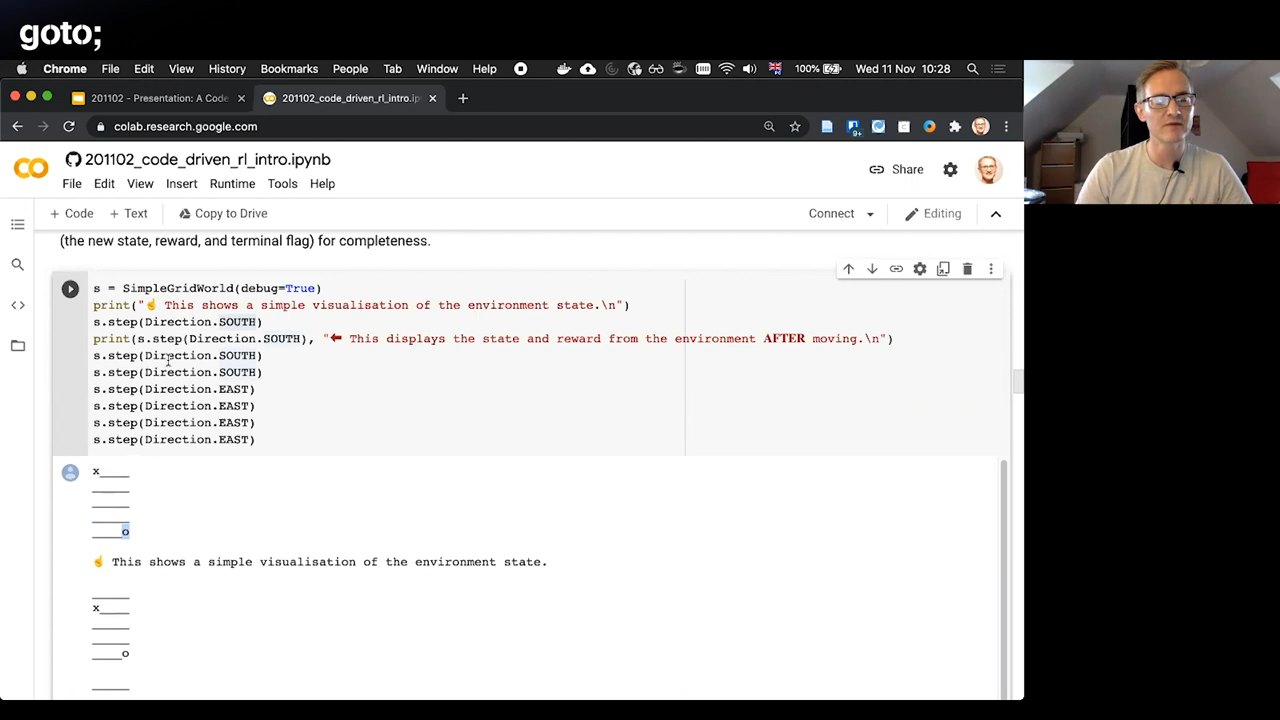 goto;
Chrome File Edit View History Bookmarks People Tab Window Help 100% Wed 11 Nov 10:28
201102 - Presentation: A Code 201102_code_driven_rl_intro.ip
colab.research.google.com
9+
201102_code_driven_rl_intro.ipynb
Share
File Edit View Insert Runtime Tools Help
+ Code + Text Copy to Drive Connect Editing
(the new state, reward, and terminal flag) for completeness.
s = SimpleGridWorld(debug=True)
print("☝ This shows a simple visualisation of the environment state.\n")
s.step(Direction.SOUTH)
print(s.step(Direction.SOUTH), "⬅ This displays the state and reward from the environment AFTER moving.\n")
s.step(Direction.SOUTH)
s.step(Direction.SOUTH)
s.step(Direction.EAST)
s.step(Direction.EAST)
s.step(Direction.EAST)
s.step(Direction.EAST)
x____
_____
_____
_____
____o
☝ This shows a simple visualisation of the environment state.
_____
x____
_____
_____
____o
_____